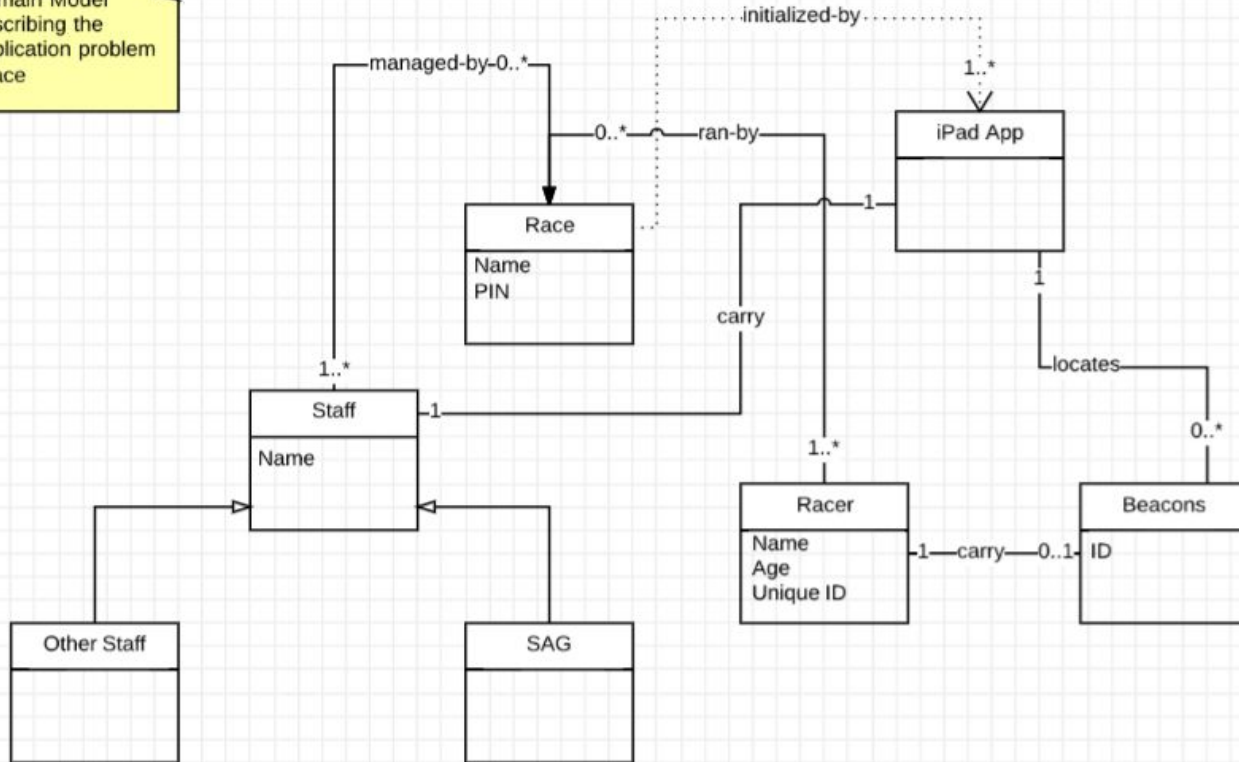 main Model
scribing the
plication problem
ace
initialized-by
managed-by 0..*
1..*
0..* ran-by
iPad App
1
Race
Name
PIN
1
carry
locates
1..*
Staff
1
Name
0..*
1..*
Racer
Name
Age
Unique ID
1 carry 0..1
Beacons
ID
Other Staff
SAG